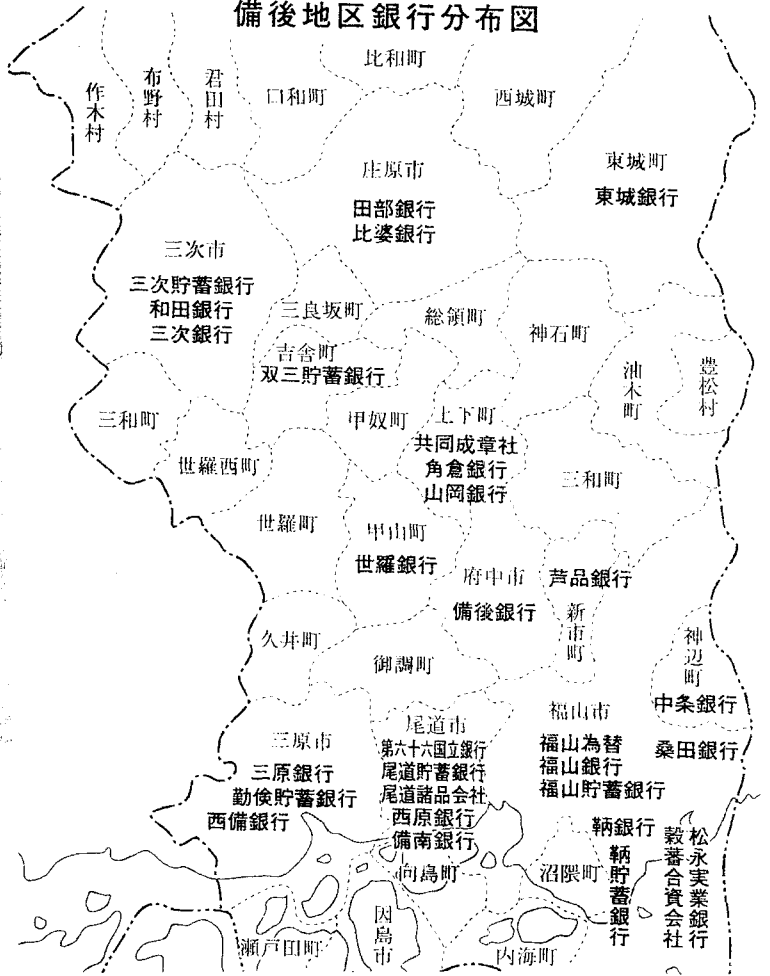 備後地区銀行分布図
比和町
作木村
布野村
君田村
口和町
西城町
東城町
東城銀行
庄原市
田部銀行
比婆銀行
三次市
三次貯蓄銀行
和田銀行
三次銀行
三良坂町
総領町
神石町
吉舎町
双三貯蓄銀行
油木町
豊松村
三和町
甲奴町
上下町
共同成章社
角倉銀行
山岡銀行
世羅西町
三和町
世羅町
甲山町
世羅銀行
府中市
備後銀行
芦品銀行
新市町
久井町
御調町
神辺町
中条銀行
三原市
三原銀行
勤倹貯蓄銀行
西備銀行
尾道市
第六十六国立銀行
尾道貯蓄銀行
尾道諸品会社
西原銀行
備南銀行
福山市
福山為替
福山銀行
福山貯蓄銀行
桑田銀行
鞆銀行
鞆貯蓄銀行
松永実業銀行
穀蓄合資会社
向島町
沼隈町
因島市
瀬戸田町
内海町